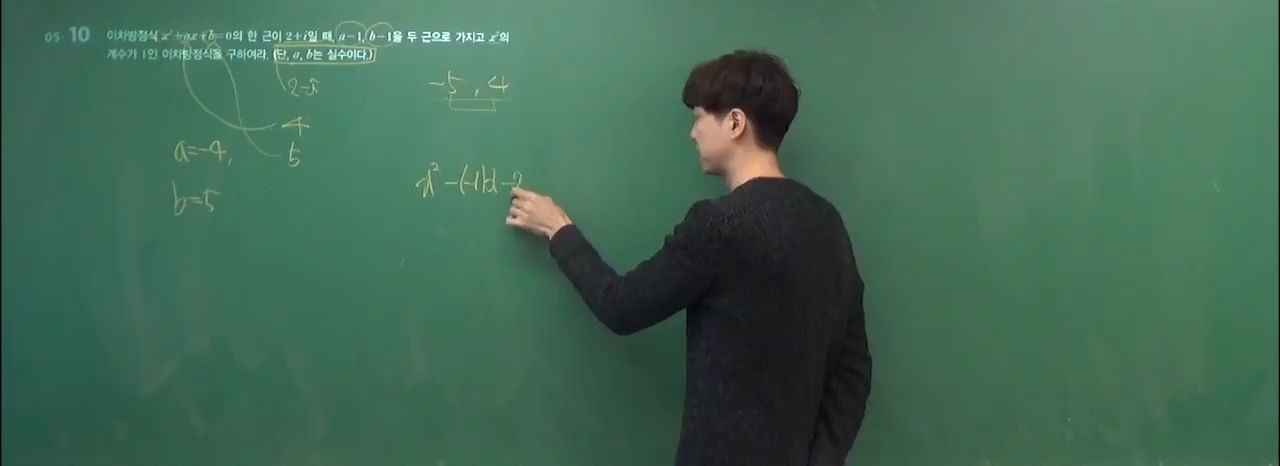 05-10 이차방정식 x²+ax+b=0의 한 근이 2+i일 때, a-1, b-1을 두 근으로 가지고 x²의
계수가 1인 이차방정식을 구하여라. (단, a, b는 실수이다.)
2-i
-5, 4
4
a=-4,
5
b=5
x²-(-1)x-2